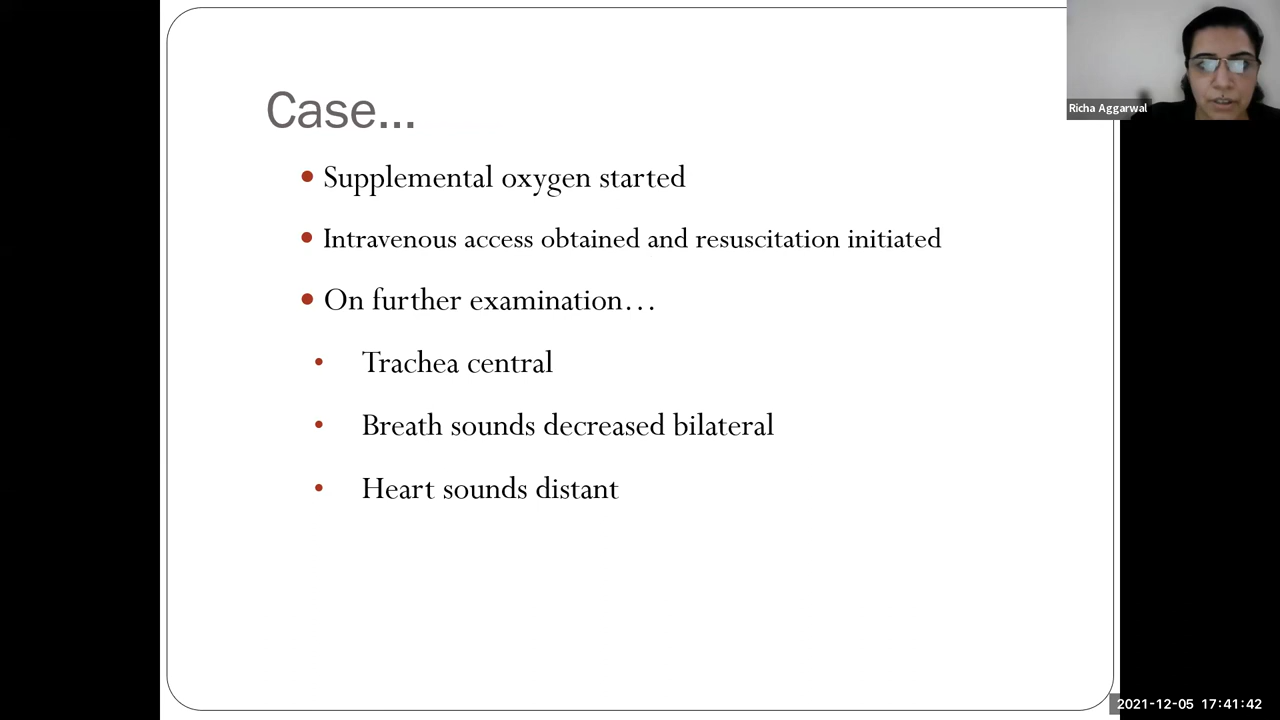 Case...
Richa Aggarwal
• Supplemental oxygen started
• Intravenous access obtained and resuscitation initiated
• On further examination…
• Trachea central
• Breath sounds decreased bilateral
• Heart sounds distant
2021-12-05 17:41:42